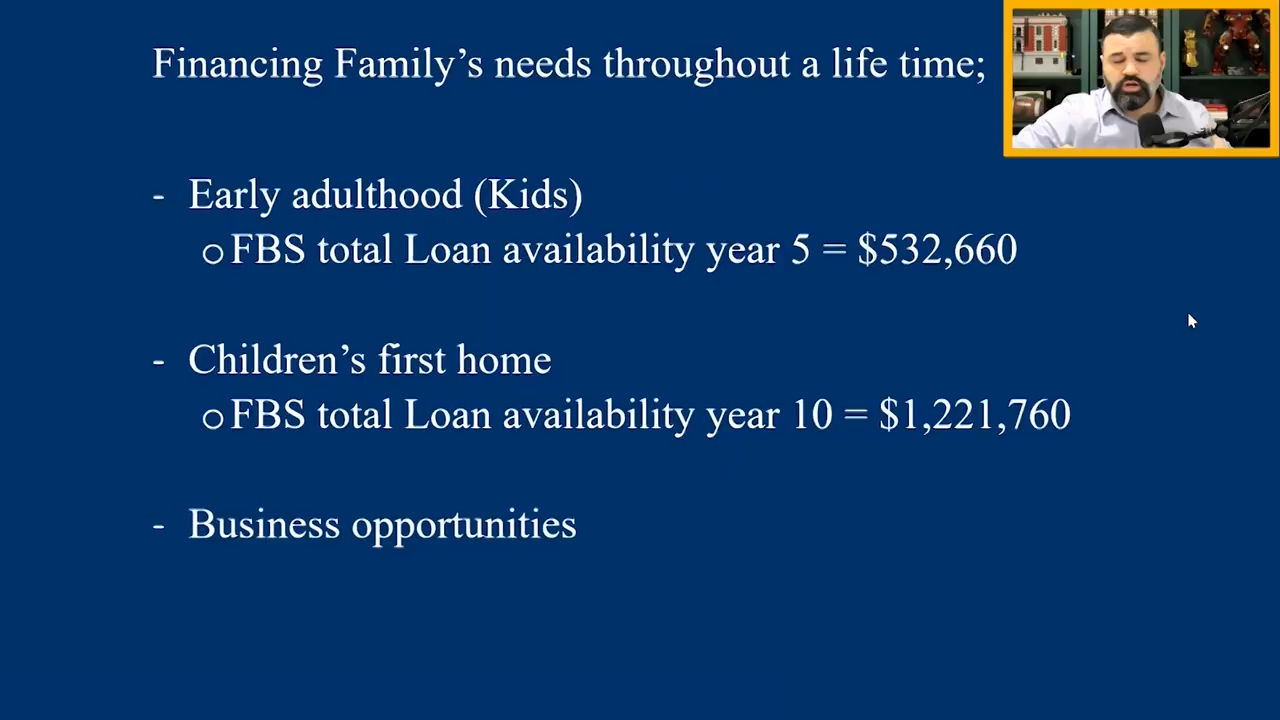 Financing Family’s needs throughout a life time;
- Early adulthood (Kids)
o FBS total Loan availability year 5 = $532,660
- Children’s first home
o FBS total Loan availability year 10 = $1,221,760
- Business opportunities